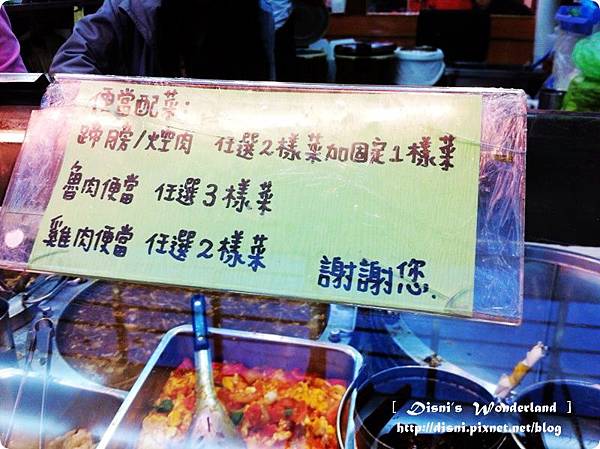 便當配菜:
蹄膀/焢肉 任選2樣菜加固定1樣菜
魯肉便當 任選3樣菜
雞肉便當 任選2樣菜
謝謝您.
[ Disni's Wonderland ]
http://disni.pixnet.net/blog